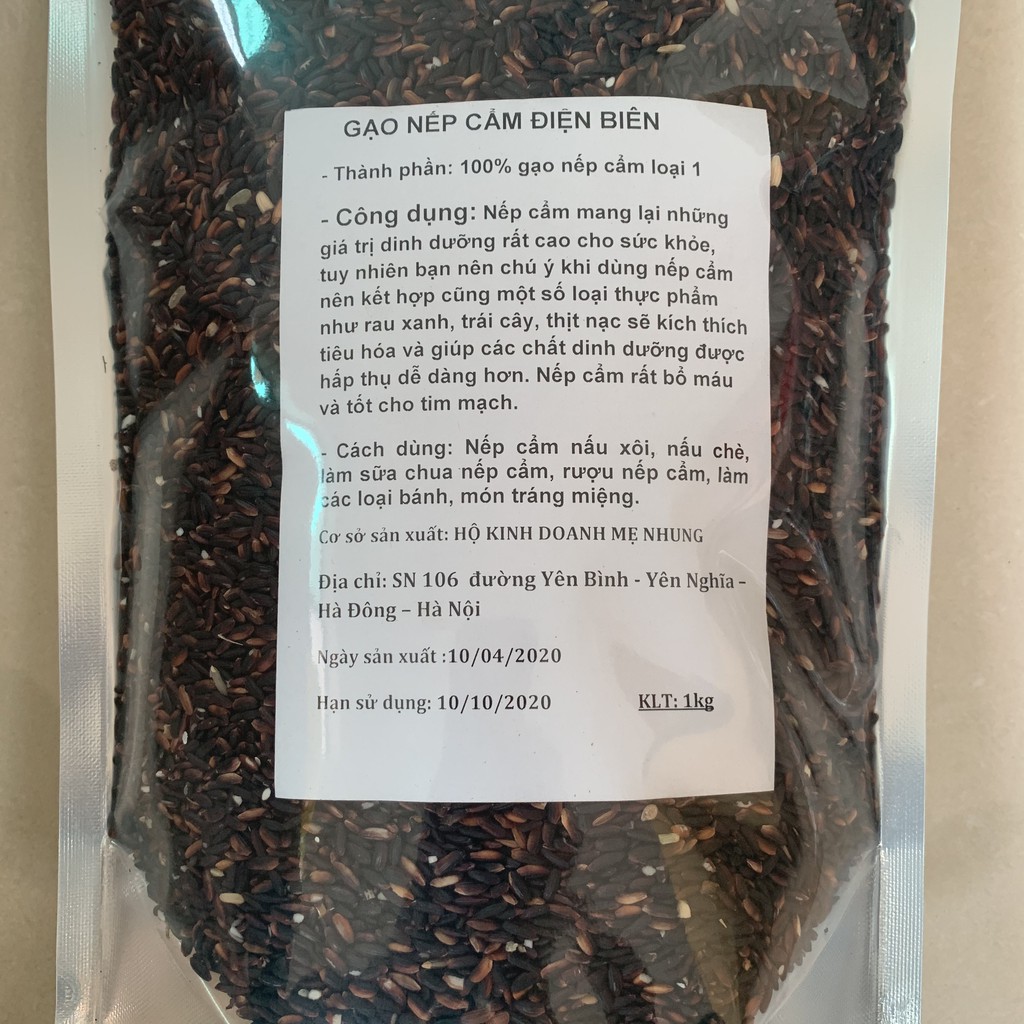 GẠO NẾP CẨM ĐIỆN BIÊN
- Thành phần: 100% gạo nếp cẩm loại 1
- Công dụng: Nếp cẩm mang lại những
giá trị dinh dưỡng rất cao cho sức khỏe,
tuy nhiên bạn nên chú ý khi dùng nếp cẩm
nên kết hợp cũng một số loại thực phẩm
như rau xanh, trái cây, thịt nạc sẽ kích thích
tiêu hóa và giúp các chất dinh dưỡng được
hấp thụ dễ dàng hơn. Nếp cẩm rất bổ máu
và tốt cho tim mạch.
- Cách dùng: Nếp cẩm nấu xôi, nấu chè,
làm sữa chua nếp cẩm, rượu nếp cẩm, làm
các loại bánh, món tráng miệng.
Cơ sở sản xuất: HỘ KINH DOANH MẸ NHUNG
Địa chỉ: SN 106 đường Yên Bình - Yên Nghĩa –
Hà Đông – Hà Nội
Ngày sản xuất :10/04/2020
Hạn sử dụng: 10/10/2020 KLT: 1kg